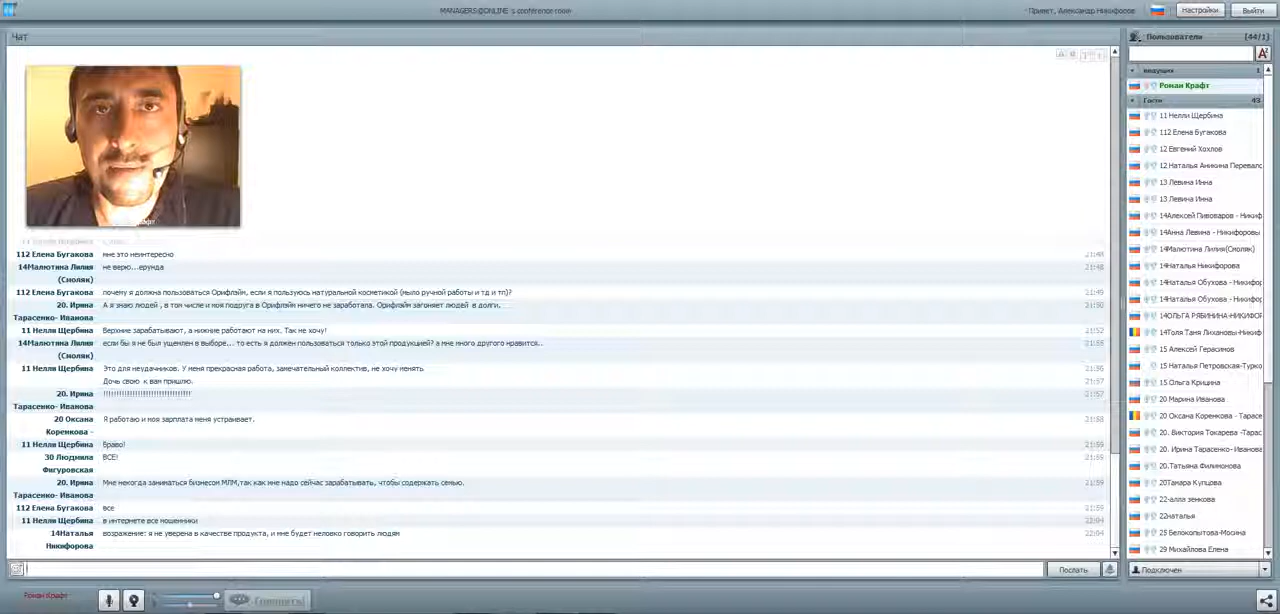 MANAGERS@ONLINE's conference room
Привет, Александр Никифоров
Настройки
Выйти
Чат
Пользователи
[44/1]
ведущих
1
Роман Крафт
Гости
43
112 Елена Бугакова мне это неинтересно 21:48
14Малютина Лилия не верю...ерунда 21:48
(Смоляк)
112 Елена Бугакова почему я должна пользоваться Орифлэйм, если я пользуюсь натуральной косметикой (мыло ручной работы и тд и тп)? 21:49
20. Ирина А я знаю людей , в том числе и моя подруга в Орифлэйм ничего не заработала. Орифлэйм загоняет людей в долги. 21:50
Тарасенко- Иванова
11 Нелли Щербина Верхние зарабатывают, а нижние работают на них. Так не хочу! 21:52
14Малютина Лилия если бы я не был ущемлен в выборе... то есть я должен пользоваться только этой продукцией? а мне много другого нравится.. 21:55
(Смоляк)
11 Нелли Щербина Это для неудачников. У меня прекрасная работа, замечательный коллектив, не хочу менять 21:56
Дочь свою к вам пришлю. 21:57
20. Ирина !!!!!!!!!!!!!!!!!!!!!!!!!!!!!!!!!! 21:57
Тарасенко- Иванова
20 Оксана Я работаю и моя зарплата меня устраивает. 21:58
Коренкова -
11 Нелли Щербина Браво! 21:59
30 Людмила ВСЕ! 21:59
Фигуровская
20. Ирина Мне некогда заниматься бизнесом МЛМ,так как мне надо сейчас зарабатывать, чтобы содержать семью. 21:59
Тарасенко- Иванова
112 Елена Бугакова все 21:59
11 Нелли Щербина в интернете все мошенники 22:04
14Наталья возражение: я не уверена в качестве продукта, и мне будет неловко говорить людям 22:04
Никифорова
11 Нелли Щербина
112 Елена Бугакова
12 Евгений Хохлов
12 Наталья Аникина Перевало
13 Левина Инна
13 Левина Инна
14Алексей Пивоваров - Никиф
14Анна Левина - Никифоровы
14Малютина Лилия(Смоляк)
14Наталья Никифорова
14Наталья Обухова - Никифор
14Наталья Обухова - Никифор
14ОЛЬГА РЯБИНИНА-НИКИФОР
14Толя Таня Лихановы-Никиф
15 Алексей Герасимов
15 Наталья Петровская-Турко
15 Ольга Крицина
20 Марина Иванова
20 Оксана Коренкова - Тарасе
20. Виктория Токарева -Тарас
20. Ирина Тарасенко-Иванова
20.Татьяна Филимонова
20Тамара Купцова
22-алла зенкова
22наталья
25 Белокопытова-Мосина
29 Михайлова Елена
Послать
Подключен
Роман Крафт
Говорить!